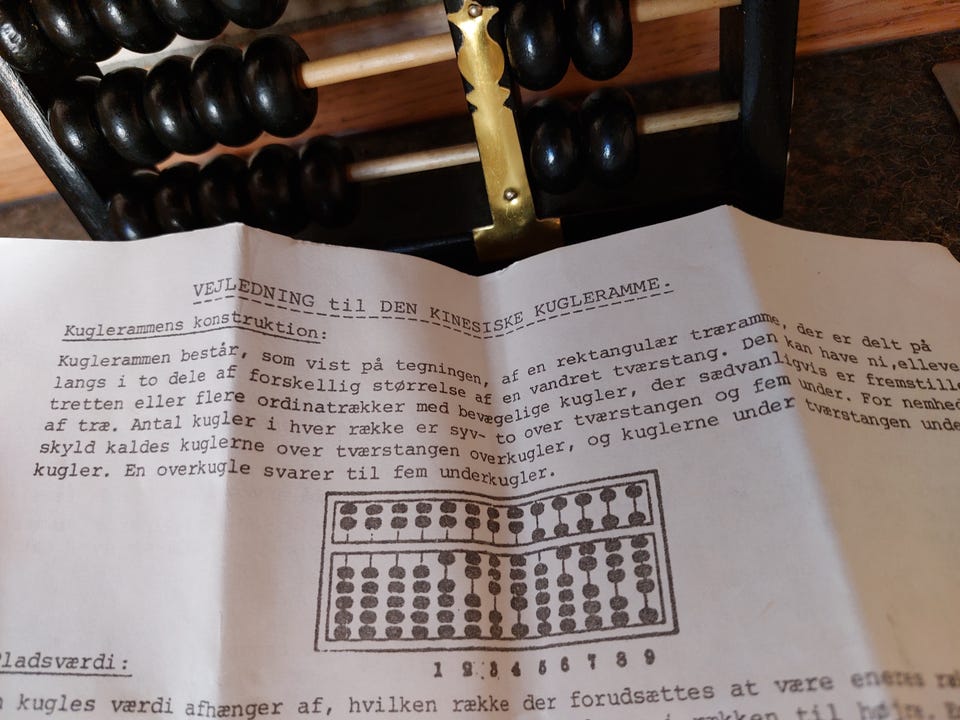 VEJLEDNING til DEN KINESISKE KUGLERAMME.
Kuglerammens konstruktion:
Kuglerammen består, som vist på tegningen, af en rektangulær træramme, der er delt på
langs i to dele af forskellig størrelse af en vandret tværstang. Den kan have ni,elleve
tretten eller flere ordinatrækker med bevægelige kugler, der sædvanligvis er fremstille
af træ. Antal kugler i hver række er syv- to over tværstangen og fem under. For nemhed
skyld kaldes kuglerne over tværstangen overkugler, og kuglerne under tværstangen unde
kugler. En overkugle svarer til fem underkugler.
1 2 3 4 5 6 7 8 9
ladsværdi:
kugles værdi afhænger af, hvilken række der forudsættes at være eneres
rækken til højre.